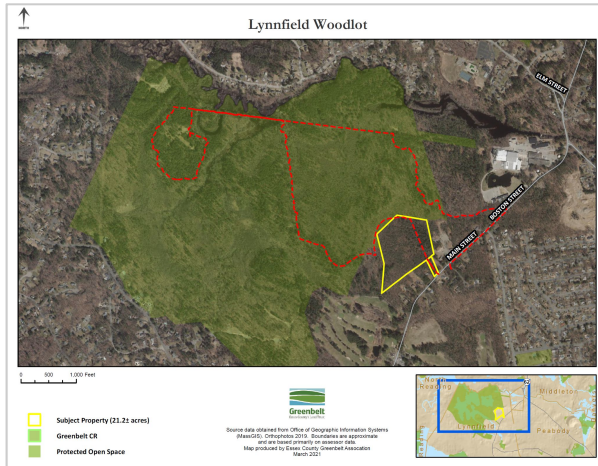 Lynnfield Woodlot
NORTH
ELM STREET
BOSTON STREET
MAIN STREET
0 500 1,000 Feet
Subject Property (21.2± acres)
Greenbelt CR
Protected Open Space
Greenbelt
Source data obtained from Office of Geographic Information Systems
(MassGIS). Orthophotos 2019. Boundaries are approximate
and are based primarily on assessor data.
Map produced by Essex County Greenbelt Association
March 2021
North
Reading
Middleton
Lynnfield
Peabody
Reading